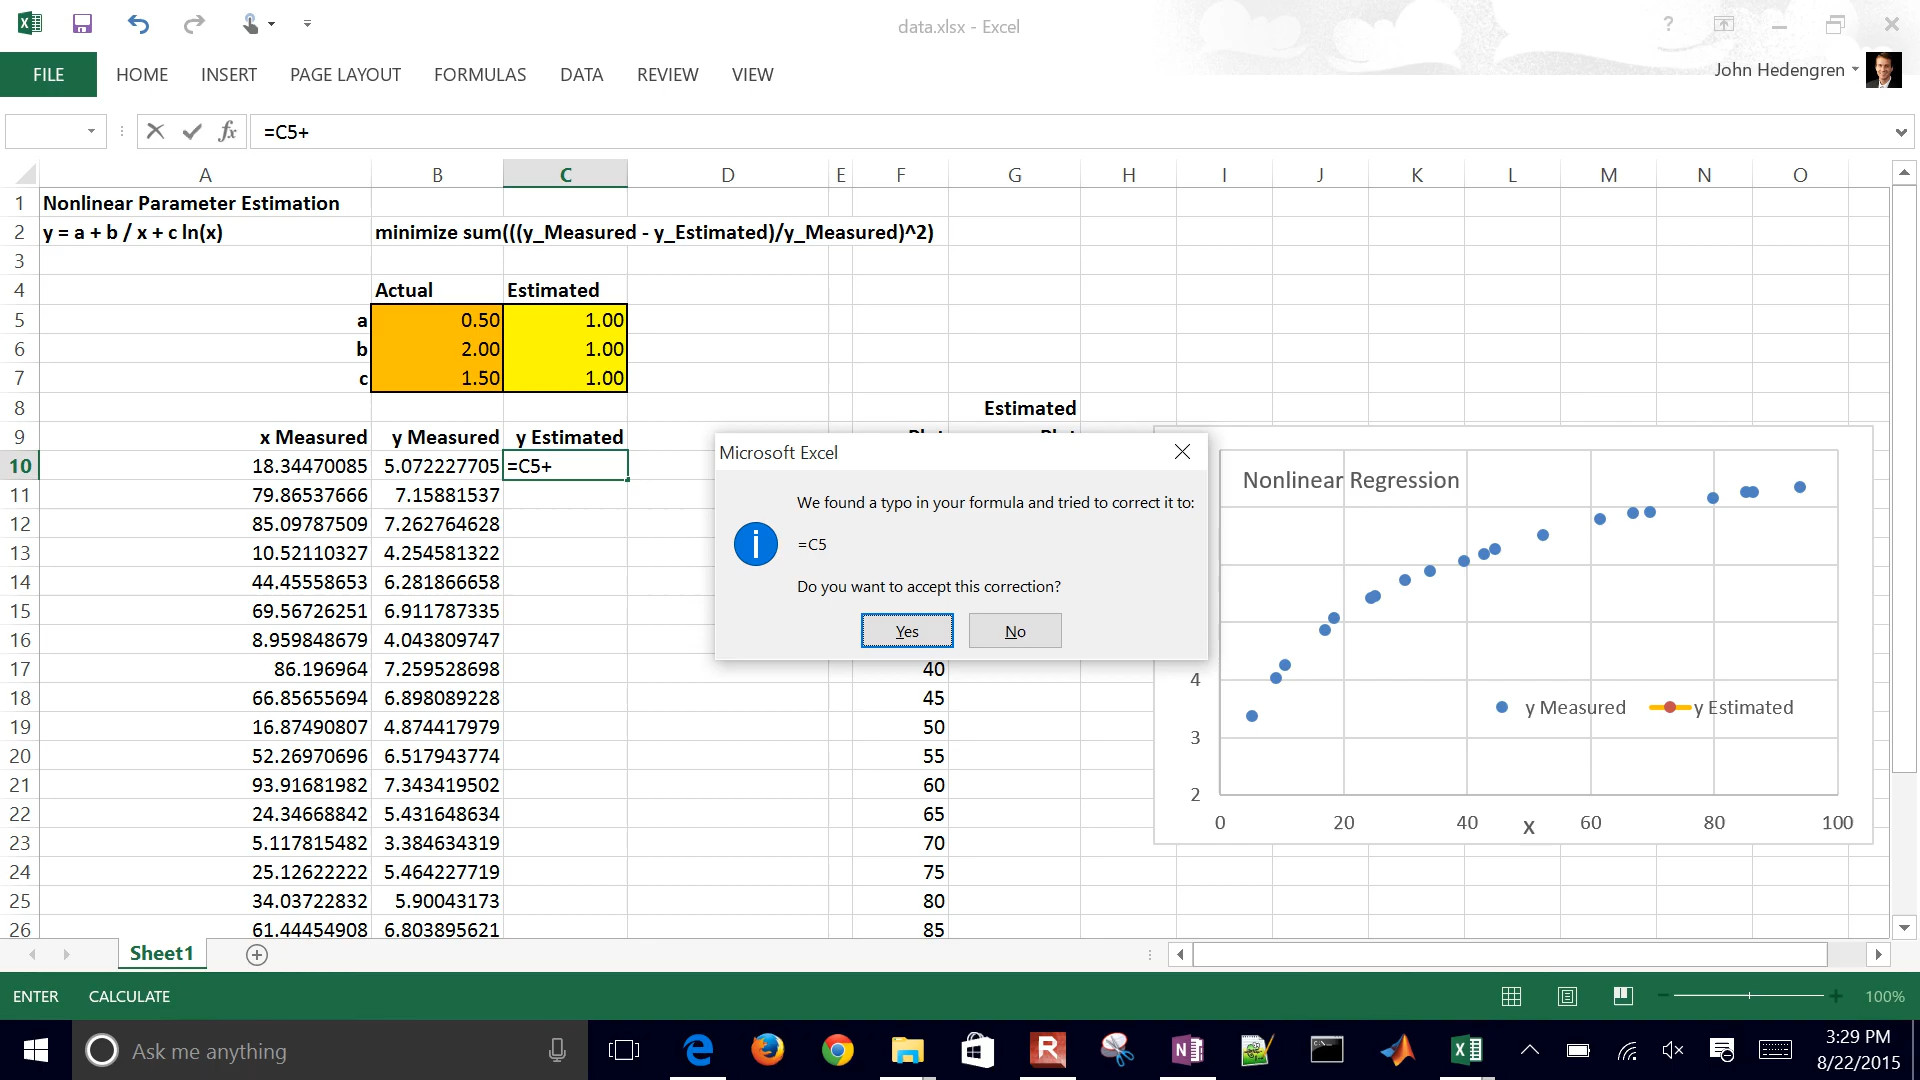 data.xlsx - Excel
?
FILE HOME INSERT PAGE LAYOUT FORMULAS DATA REVIEW VIEW
John Hedengren
fx =C5+
A B C D E F G H I J K L M N O
1 Nonlinear Parameter Estimation
2 y = a + b / x + c ln(x) minimize sum(((y_Measured - y_Estimated)/y_Measured)^2)
3
4 Actual Estimated
5 a 0.50 1.00
6 b 2.00 1.00
7 c 1.50 1.00
8 Estimated
9 x Measured y Measured y Estimated
10 18.34470085 5.072227705 =C5+
11 79.86537666 7.15881537
12 85.09787509 7.262764628
13 10.52110327 4.254581322
14 44.45558653 6.281866658
15 69.56726251 6.911787335
16 8.959848679 4.043809747
17 86.196964 7.259528698 40
18 66.85655694 6.898089228 45
19 16.87490807 4.874417979 50
20 52.26970696 6.517943774 55
21 93.91681982 7.343419502 60
22 24.34668842 5.431648634 65
23 5.117815482 3.384634319 70
24 25.12622222 5.464227719 75
25 34.03722832 5.90043173 80
26 61.44454908 6.803895621 85
Microsoft Excel
We found a typo in your formula and tried to correct it to:
=C5
Do you want to accept this correction?
Yes No
Nonlinear Regression
4
y Measured y Estimated
3
2
0 20 40 60 80 100
X
Sheet1
ENTER CALCULATE 100%
Ask me anything
3:29 PM
8/22/2015